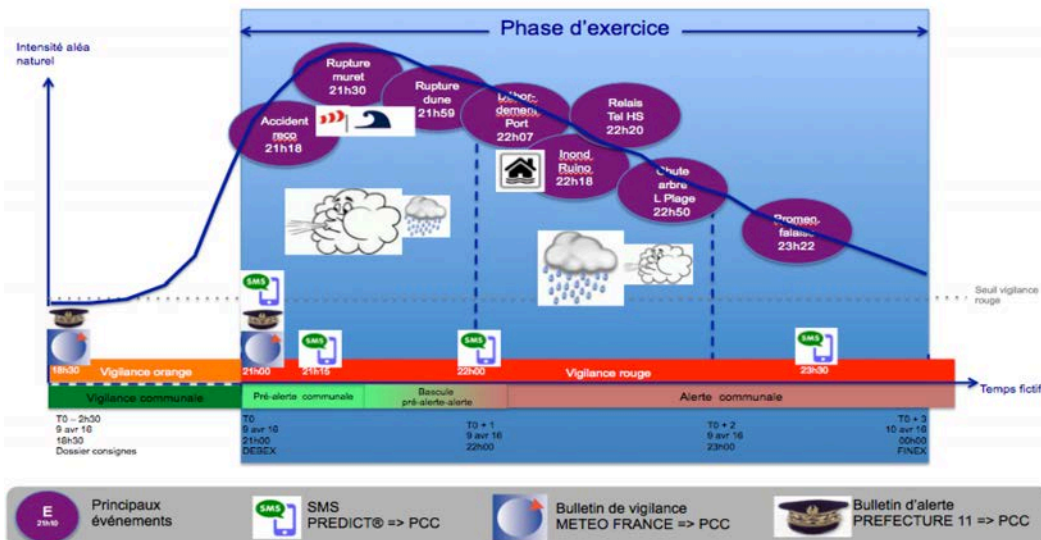 Phase d'exercice
Intensité aléa
naturel
Rupture
muret
21h30
Rupture
dune
21h59
Débor-
dement
Port
22h07
Relais
Tel HS
22h20
Accident
reco
21h18
Inond
Ruino
22h18
Chute
arbre
L Plage
22h50
Promen.
falaise
23h22
SMS
Seuil vigilance
rouge
SMS
SMS
SMS
18h30
21h00
21h15
22h00
23h30
Vigilance orange
Vigilance rouge
Temps fictif
Vigilance communale
Pré-alerte communale
Bascule
pré-alerte-alerte
Alerte communale
T0 – 2h30
9 avr 16
18h30
Dossier consignes
T0
9 avr 16
21h00
DEBEX
T0 + 1
9 avr 16
22h00
T0 + 2
9 avr 16
23h00
T0 + 3
10 avr 16
00h00
FINEX
E
21h10
Principaux
événements
SMS
SMS
PREDICT® => PCC
Bulletin de vigilance
METEO FRANCE => PCC
Bulletin d'alerte
PREFECTURE 11 => PCC